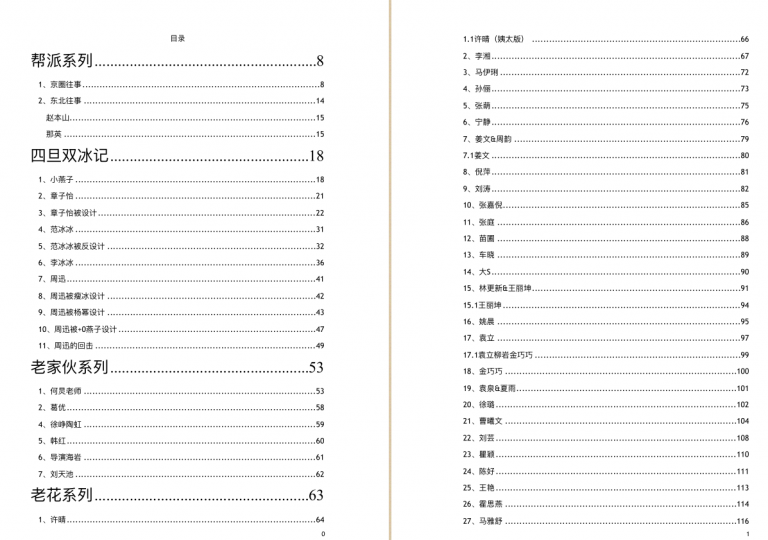 目录
帮派系列........................................8
1、京圈往事........................................8
2、东北往事........................................14
赵本山........................................15
那英........................................15
四旦双冰记........................................18
1、小燕子........................................18
2、章子怡........................................21
3、章子怡被设计........................................22
4、范冰冰........................................31
5、范冰冰被反设计........................................32
6、李冰冰........................................36
7、周迅........................................41
8、周迅被瘦冰设计........................................42
9、周迅被杨幂设计........................................43
10、周迅被+0燕子设计........................................47
11、周迅的回击........................................49
老家伙系列........................................53
1、何炅老师........................................53
2、葛优........................................58
4、徐峥陶虹........................................59
5、韩红........................................60
6、导演海岩........................................61
7、刘天池........................................62
老花系列........................................63
1、许晴........................................64
0
1.1许晴（姨太版）........................................66
2、李湘........................................67
3、马伊琍........................................72
4、孙俪........................................73
5、张萌........................................75
6、宁静........................................76
7、姜文&周韵........................................79
7.1姜文........................................80
8、倪萍........................................81
9、刘涛........................................82
10、张嘉倪........................................85
11、张庭........................................86
12、苗圃........................................88
13、车晓........................................89
14、大S........................................90
15、林更新&王丽坤........................................91
15.1王丽坤........................................94
16、姚晨........................................95
17、袁立........................................97
17.1袁立柳岩金巧巧........................................99
18、金巧巧........................................100
19、袁泉&夏雨........................................101
20、徐璐........................................102
21、曹曦文........................................104
22、刘芸........................................108
23、瞿颖........................................110
24、陈好........................................111
25、王艳........................................113
26、霍思燕........................................114
27、马雅舒........................................116
1